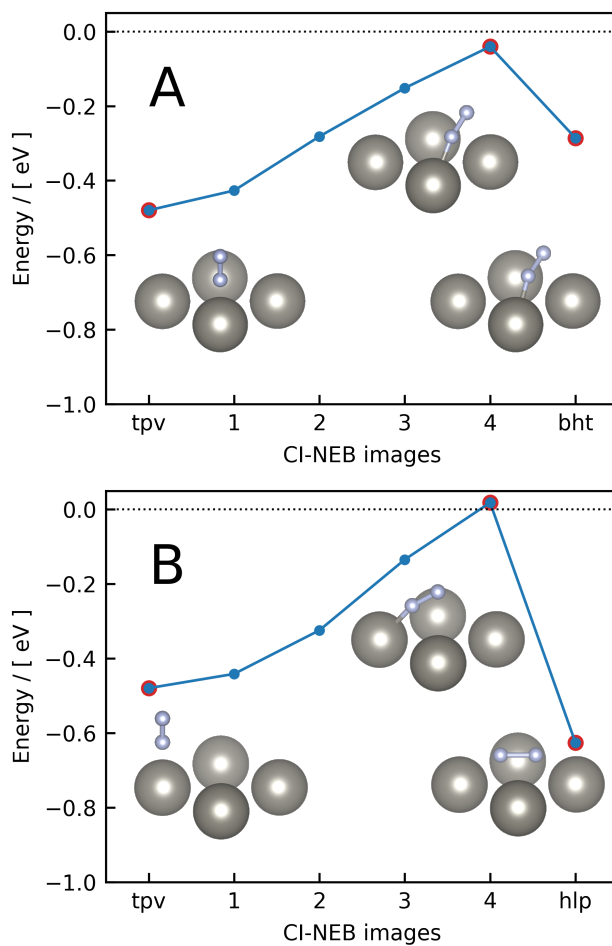 0.0
A
−0.2
−0.4
−0.6
−0.8
−1.0
Energy / [ eV ]
tpv 1 2 3 4 bht
CI-NEB images
0.0
B
−0.2
−0.4
−0.6
−0.8
−1.0
Energy / [ eV ]
tpv 1 2 3 4 hlp
CI-NEB images